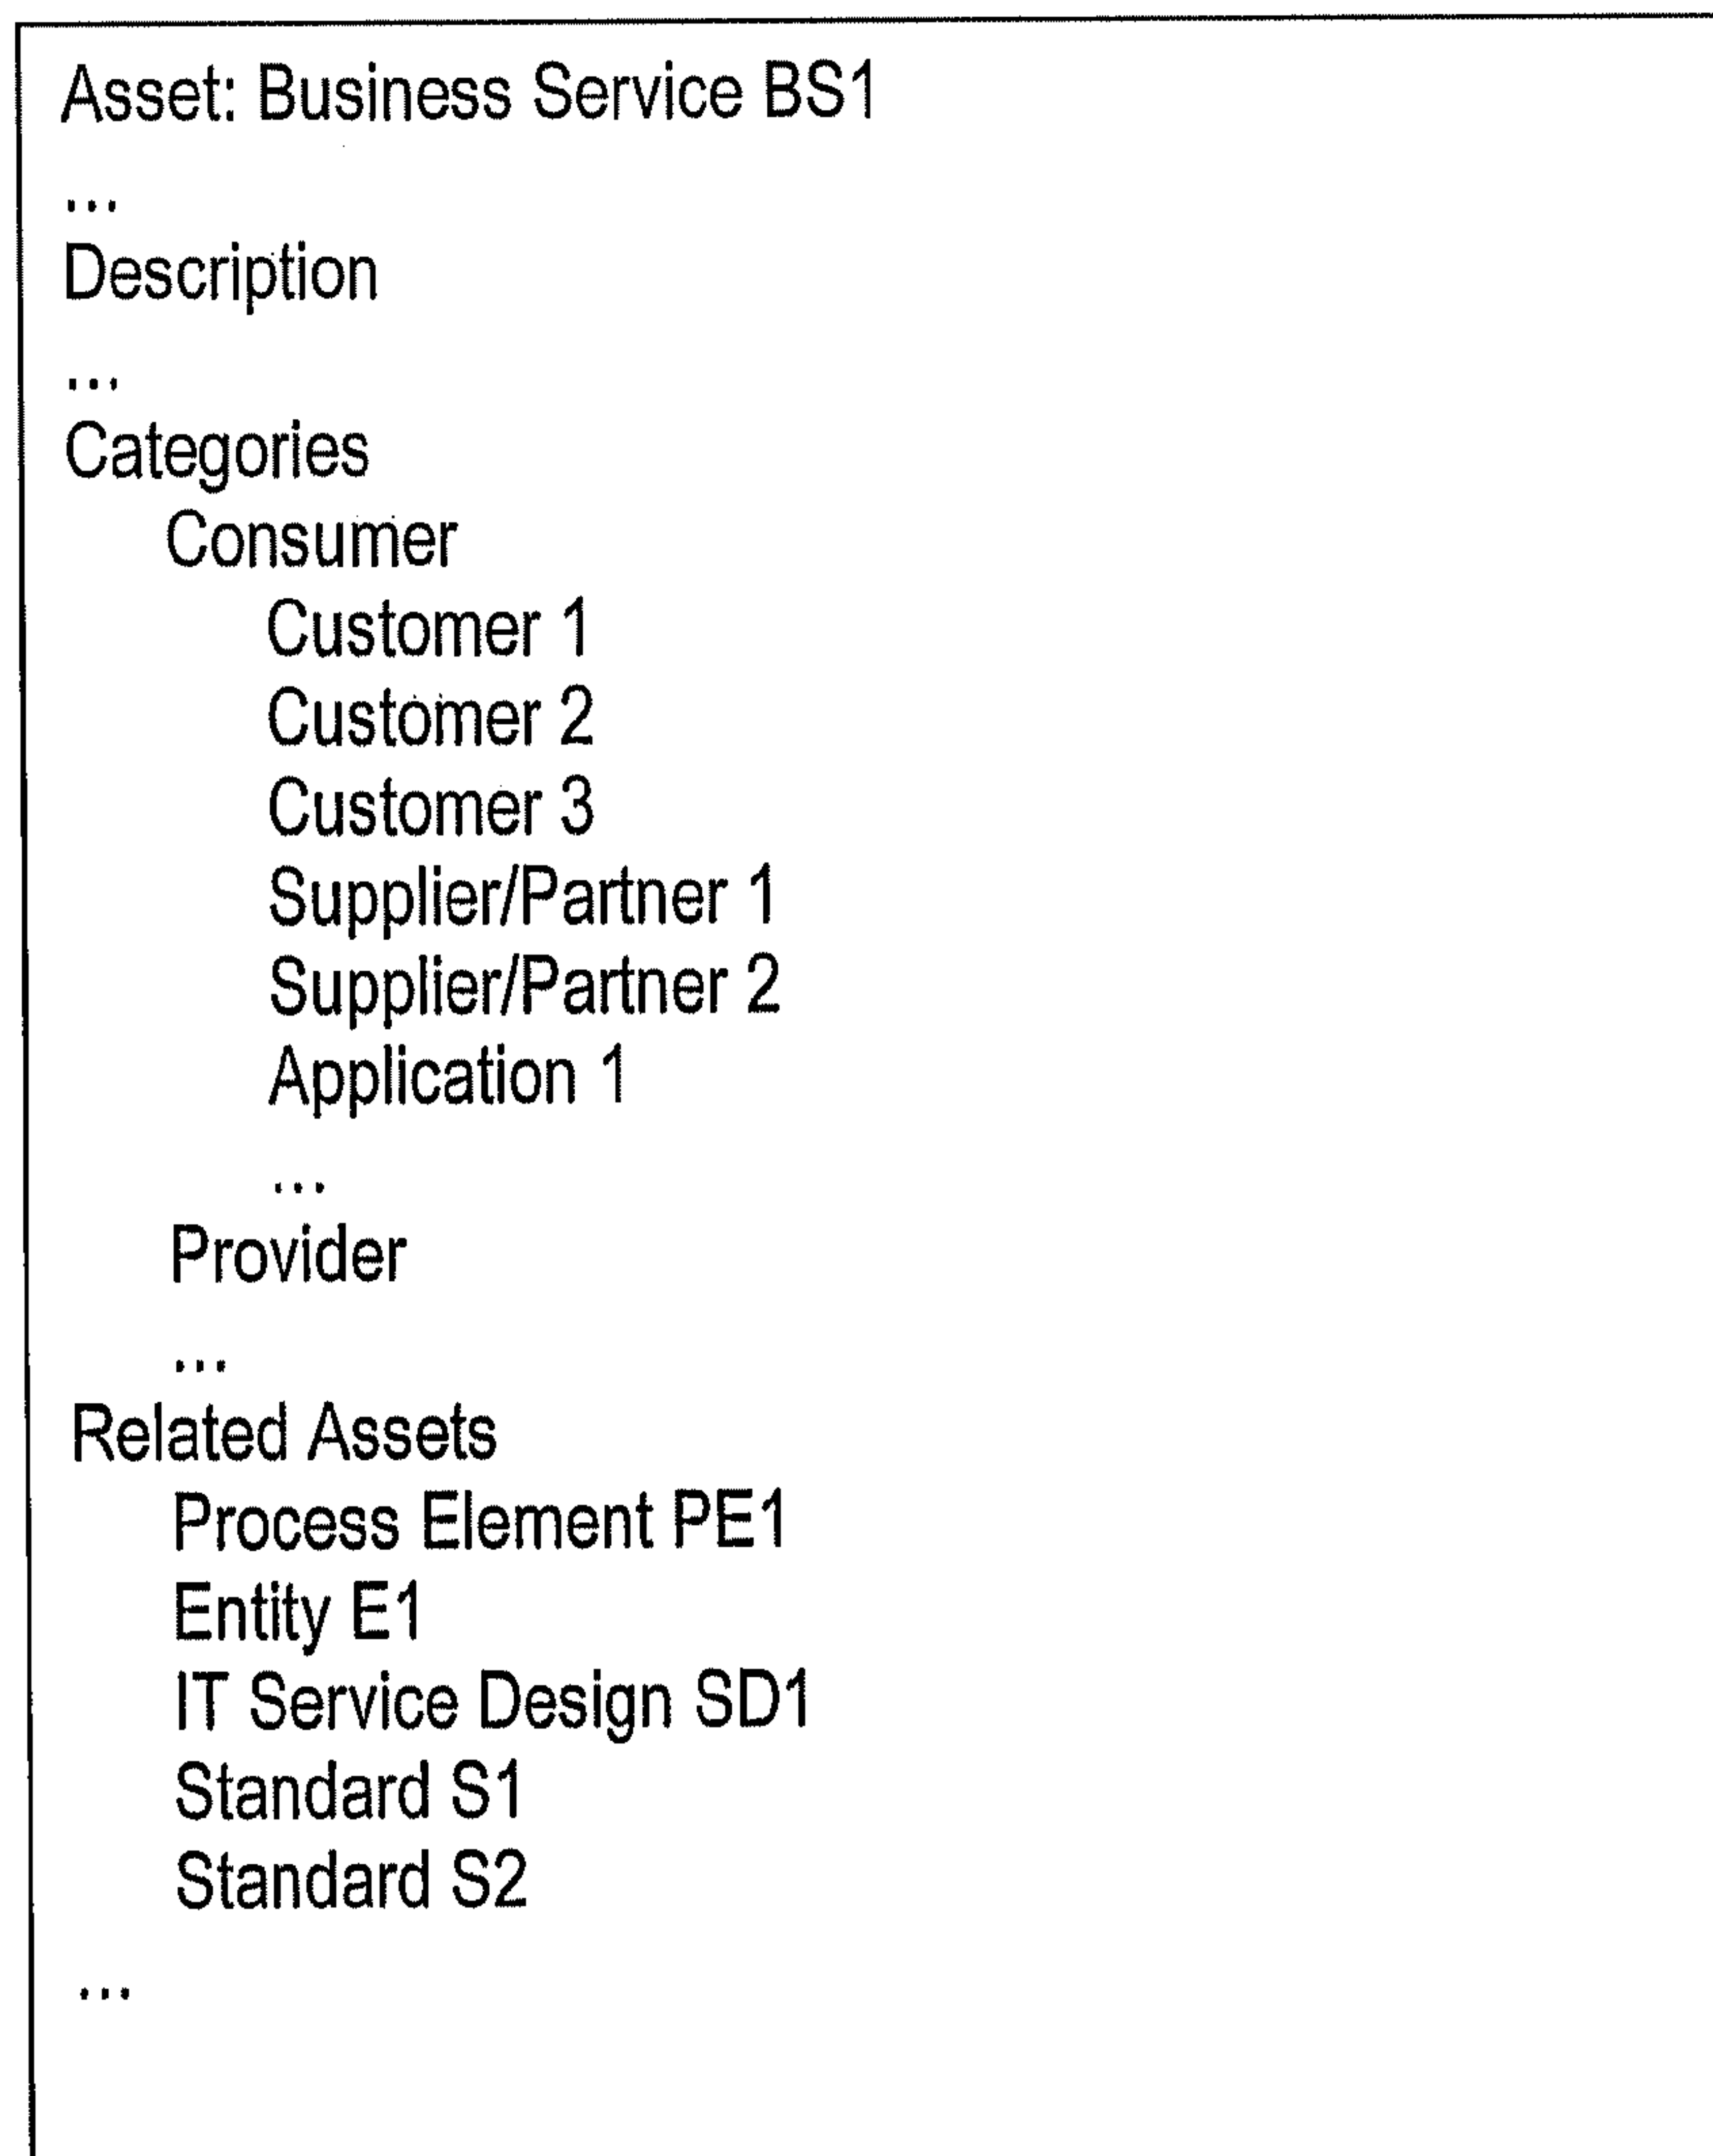 Asset: Business Service BS1
...
Description
...
Categories
Consumer
Customer 1
Customer 2
Customer 3
Supplier/Partner 1
Supplier/Partner 2
Application 1
...
Provider
...
Related Assets
Process Element PE1
Entity E1
IT Service Design SD1
Standard S1
Standard S2
...